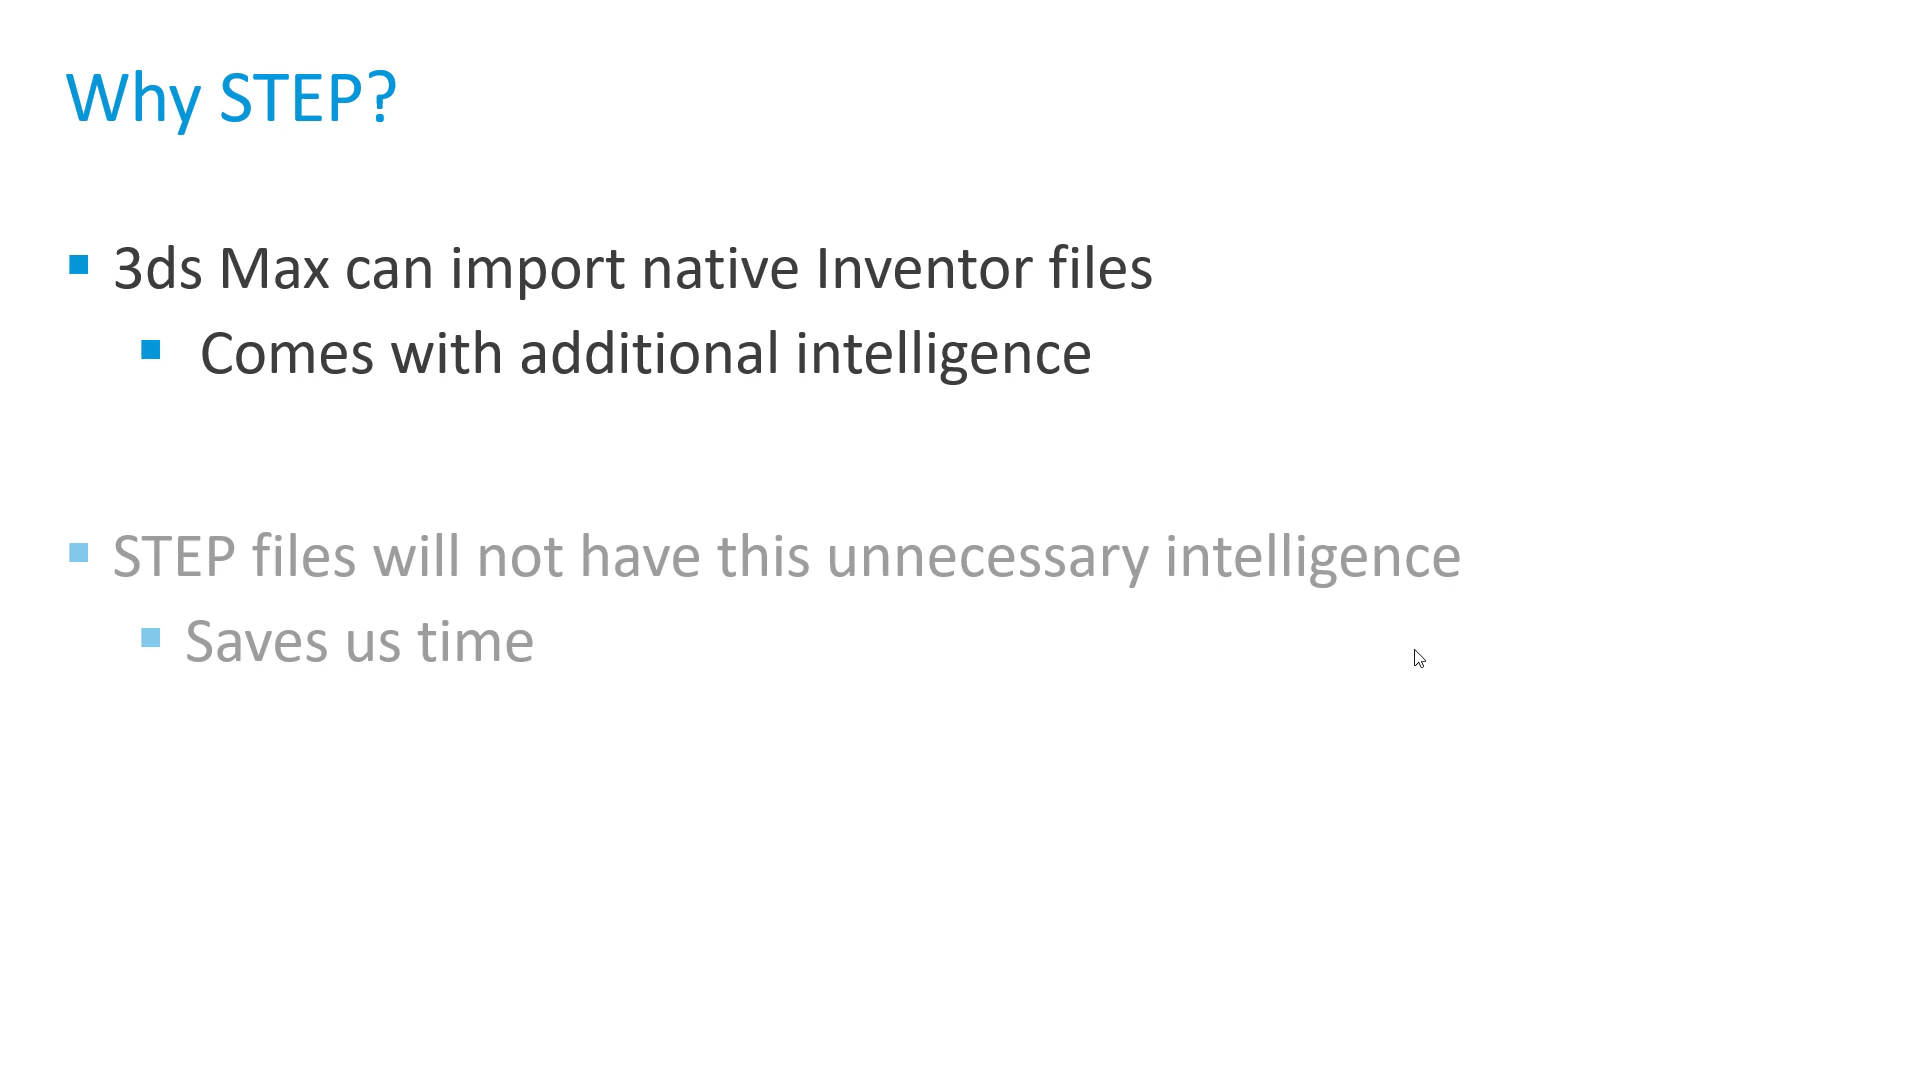 Why STEP?
3ds Max can import native Inventor files
Comes with additional intelligence
STEP files will not have this unnecessary intelligence
Saves us time